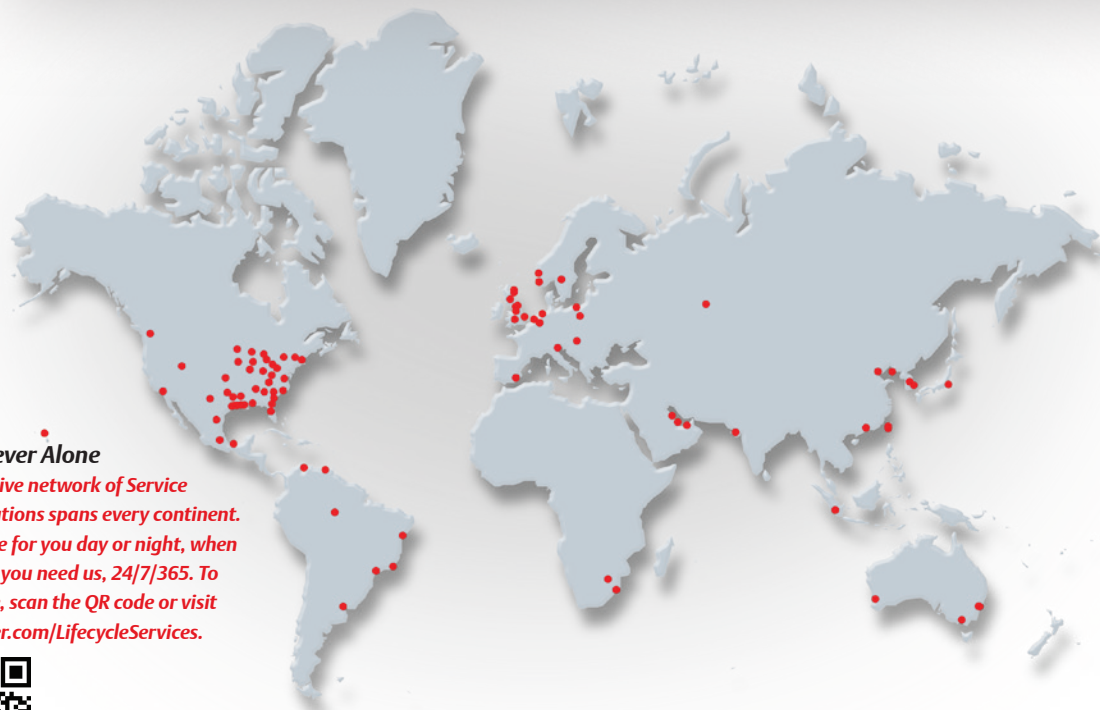 ever Alone
ive network of Service
tions spans every continent.
e for you day or night, when
you need us, 24/7/365. To
, scan the QR code or visit
r.com/LifecycleServices.